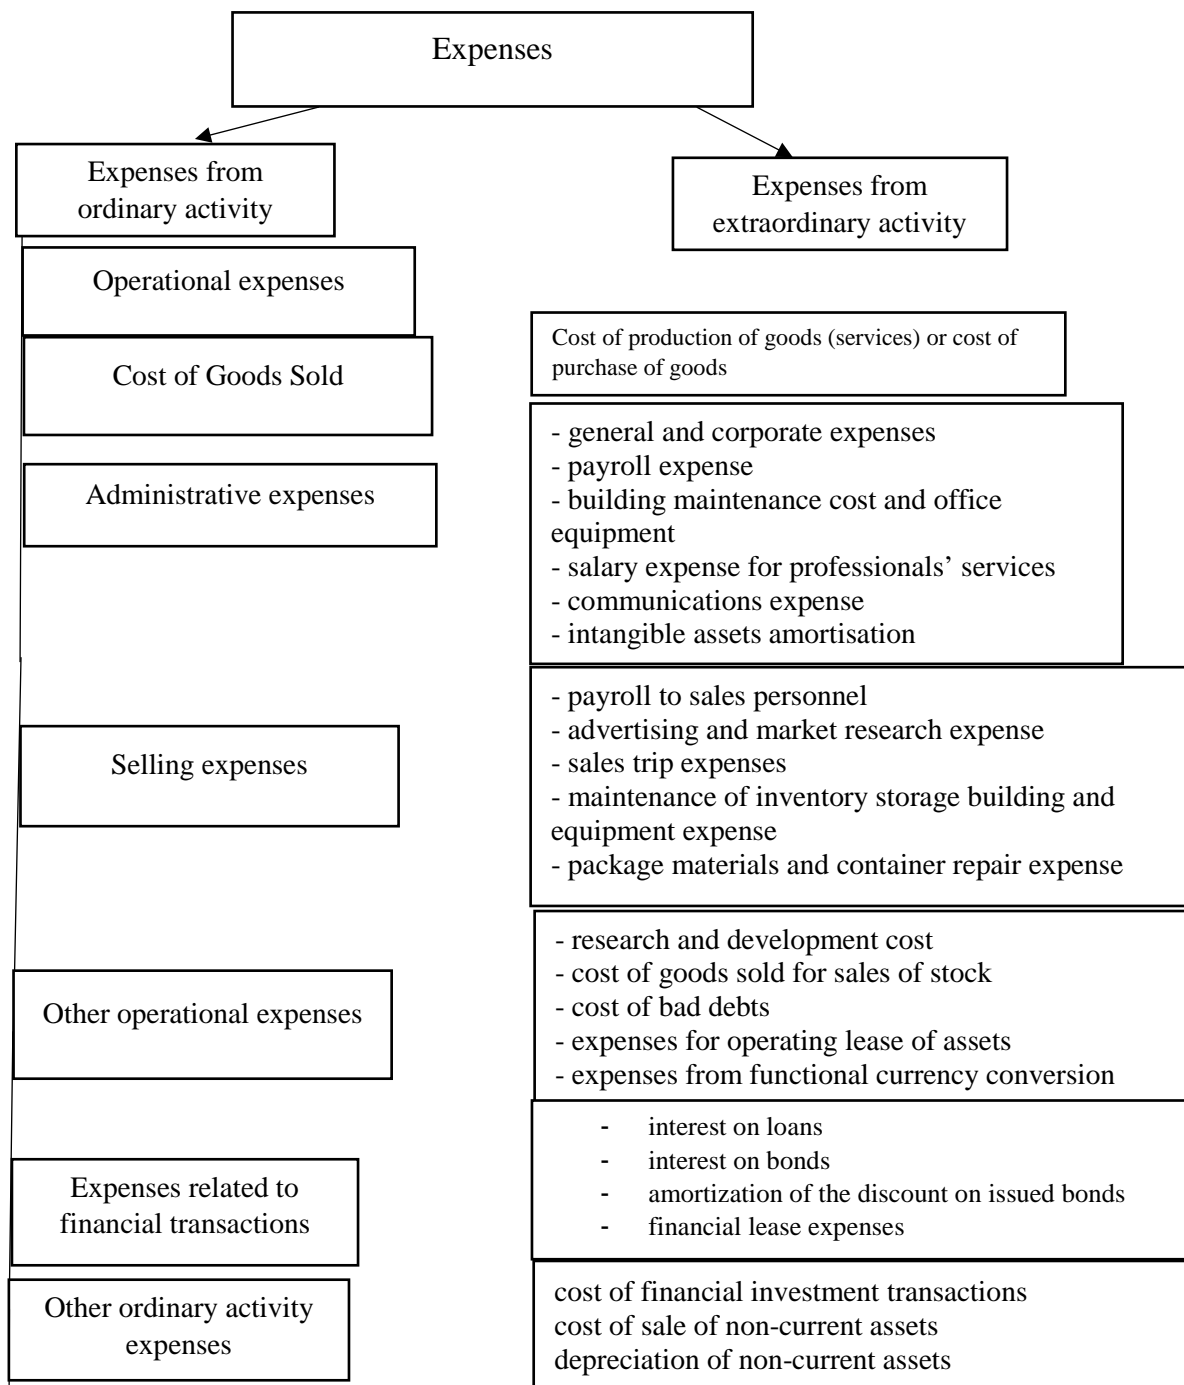 Expenses
Expenses from
ordinary activity
Expenses from
extraordinary activity
Operational expenses
Cost of Goods Sold
Cost of production of goods (services) or cost of
purchase of goods
Administrative expenses
- general and corporate expenses
- payroll expense
- building maintenance cost and office
equipment
- salary expense for professionals’ services
- communications expense
- intangible assets amortisation
Selling expenses
- payroll to sales personnel
- advertising and market research expense
- sales trip expenses
- maintenance of inventory storage building and
equipment expense
- package materials and container repair expense
Other operational expenses
- research and development cost
- cost of goods sold for sales of stock
- cost of bad debts
- expenses for operating lease of assets
- expenses from functional currency conversion
Expenses related to
financial transactions
- interest on loans
- interest on bonds
- amortization of the discount on issued bonds
- financial lease expenses
Other ordinary activity
expenses
cost of financial investment transactions
cost of sale of non-current assets
depreciation of non-current assets